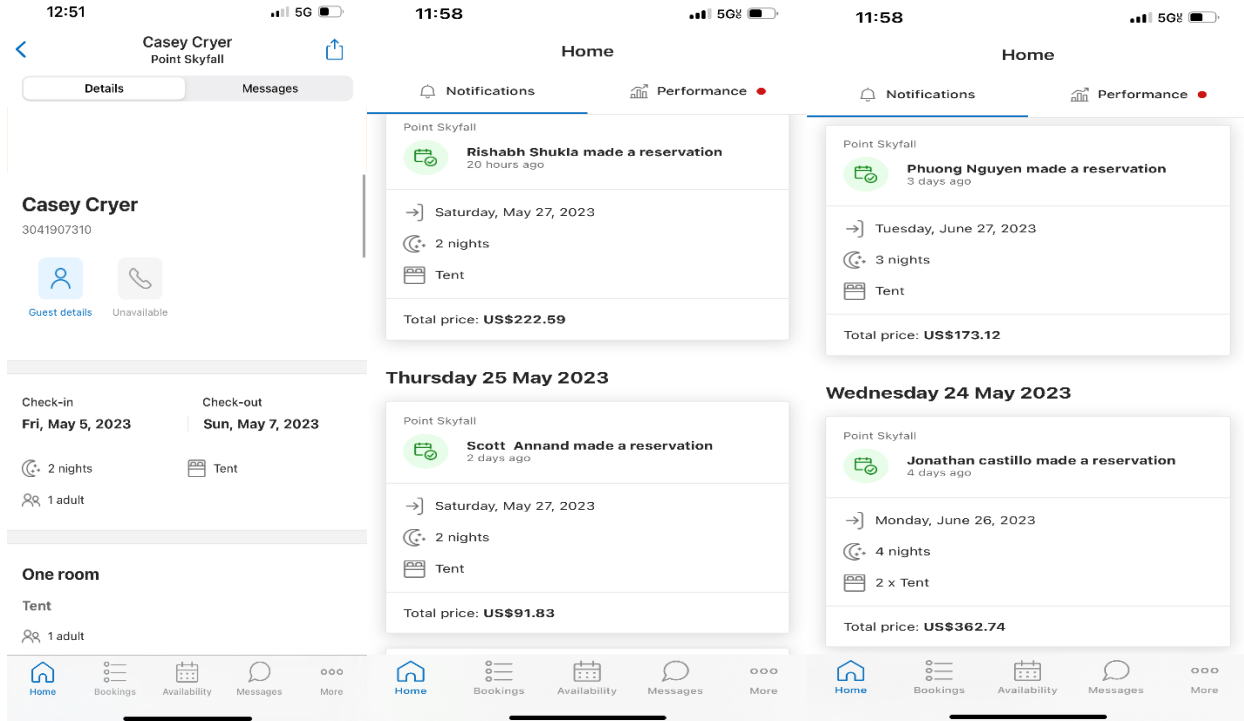 12:51
5G
Casey Cryer
Point Skyfall
Details
Messages
Casey Cryer
3041907310
Guest details
Unavailable
Check-in
Check-out
Fri, May 5, 2023
Sun, May 7, 2023
2 nights
Tent
1 adult
One room
Tent
1 adult
Home
Bookings
Availability
Messages
More
11:58
5G
Home
Notifications
Performance
Point Skyfall
Rishabh Shukla made a reservation
20 hours ago
Saturday, May 27, 2023
2 nights
Tent
Total price: US$222.59
Thursday 25 May 2023
Point Skyfall
Scott Annand made a reservation
2 days ago
Saturday, May 27, 2023
2 nights
Tent
Total price: US$91.83
Home
Bookings
Availability
Messages
More
11:58
5G
Home
Notifications
Performance
Point Skyfall
Phuong Nguyen made a reservation
3 days ago
Tuesday, June 27, 2023
3 nights
Tent
Total price: US$173.12
Wednesday 24 May 2023
Point Skyfall
Jonathan castillo made a reservation
4 days ago
Monday, June 26, 2023
4 nights
2 x Tent
Total price: US$362.74
Home
Bookings
Availability
Messages
More